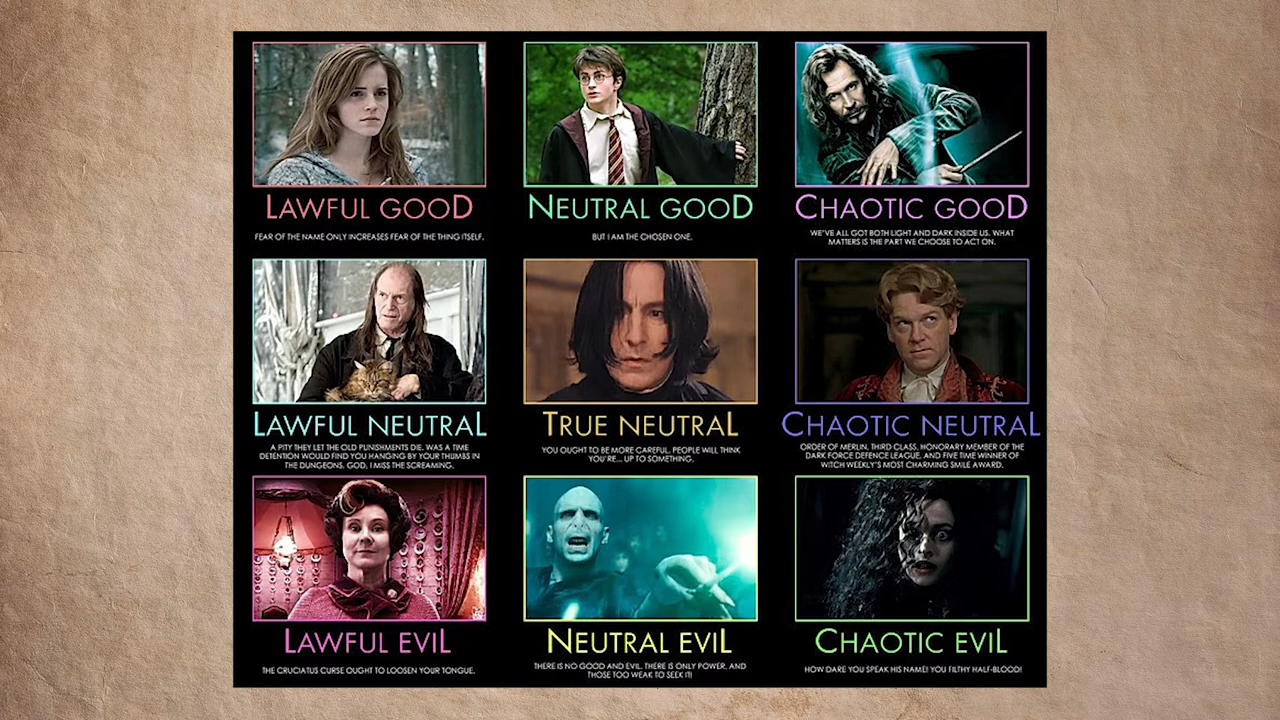 LAWFUL GOOD
FEAR OF THE NAME ONLY INCREASES FEAR OF THE THING ITSELF.
NEUTRAL GOOD
BUT I AM THE CHOSEN ONE.
CHAOTIC GOOD
WE'VE ALL GOT BOTH LIGHT AND DARK INSIDE US. WHAT
MATTERS IS THE PART WE CHOOSE TO ACT ON.
LAWFUL NEUTRAL
A PITY THEY LET THE OLD PUNISHMENTS DIE. WAS A TIME
DETENTION WOULD FIND YOU HANGING BY YOUR THUMBS IN
THE DUNGEONS. GOD, I MISS THE SCREAMING.
TRUE NEUTRAL
YOU OUGHT TO BE MORE CAREFUL. PEOPLE WILL THINK
YOU'RE... UP TO SOMETHING.
CHAOTIC NEUTRAL
ORDER OF MERLIN, THIRD CLASS, HONORARY MEMBER OF THE
DARK FORCE DEFENCE LEAGUE, AND FIVE TIME WINNER OF
WITCH WEEKLY'S MOST CHARMING SMILE AWARD.
LAWFUL EVIL
THE CRUCIATUS CURSE OUGHT TO LOOSEN YOUR TONGUE.
NEUTRAL EVIL
THERE IS NO GOOD AND EVIL. THERE IS ONLY POWER, AND
THOSE TOO WEAK TO SEEK IT!
CHAOTIC EVIL
HOW DARE YOU SPEAK HIS NAME! YOU FILTHY HALF-BLOOD!